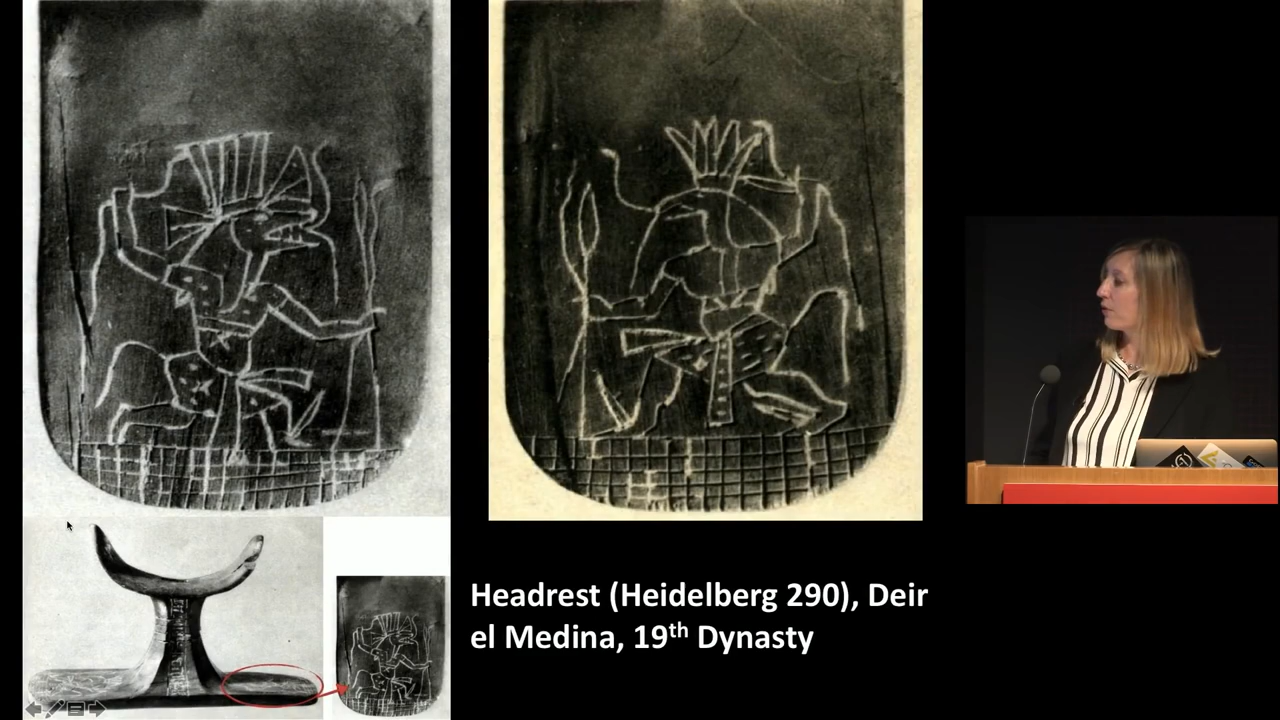 Headrest (Heidelberg 290), Deir
el Medina, 19th Dynasty